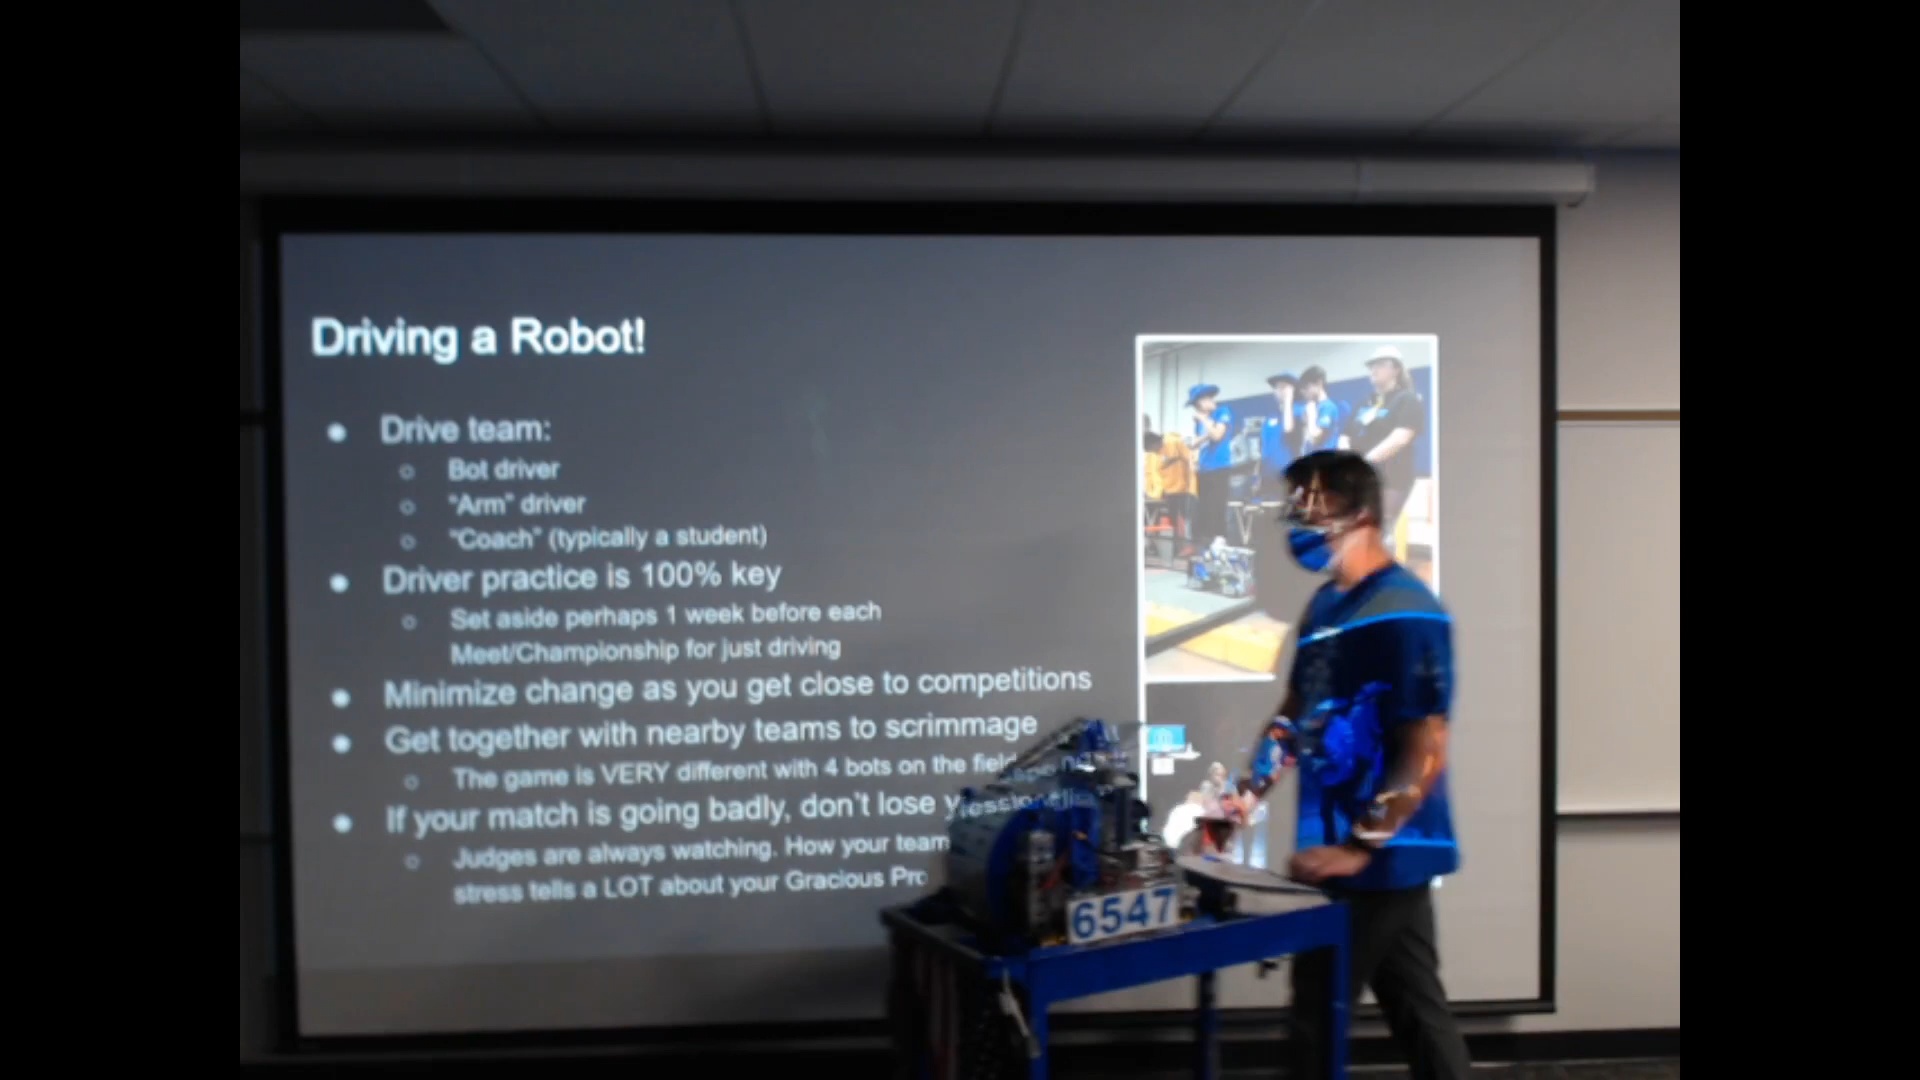 Driving a Robot!
● Drive team:
○ Bot driver
○ "Arm" driver
○ "Coach" (typically a student)
● Driver practice is 100% key
○ Set aside perhaps 1 week before each
Meet/Championship for just driving
● Minimize change as you get close to competitions
● Get together with nearby teams to scrimmage
○ The game is VERY different with 4 bots on the field
● If your match is going badly, don't lose
○ Judges are always watching. How your team
stress tells a LOT about your Gracious Pro
6547